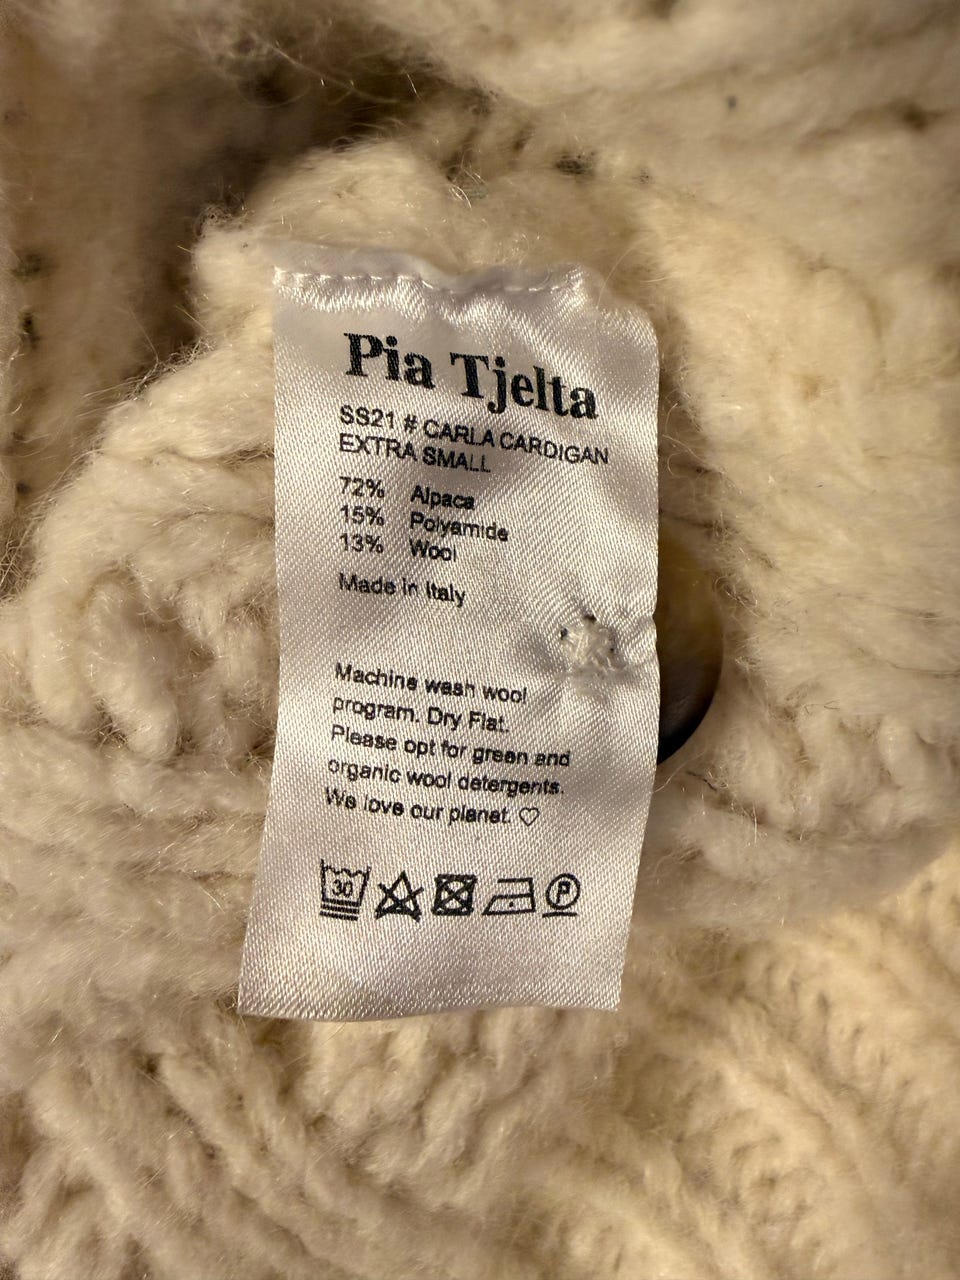 Pia Tjelta
SS21 # CARLA CARDIGAN
EXTRA SMALL
72% Alpaca
15% Polyamide
13% Wool
Made in Italy
Machine wash wool
program. Dry Flat.
Please opt for green and
organic wool detergents.
We love our planet. ♡
30 P